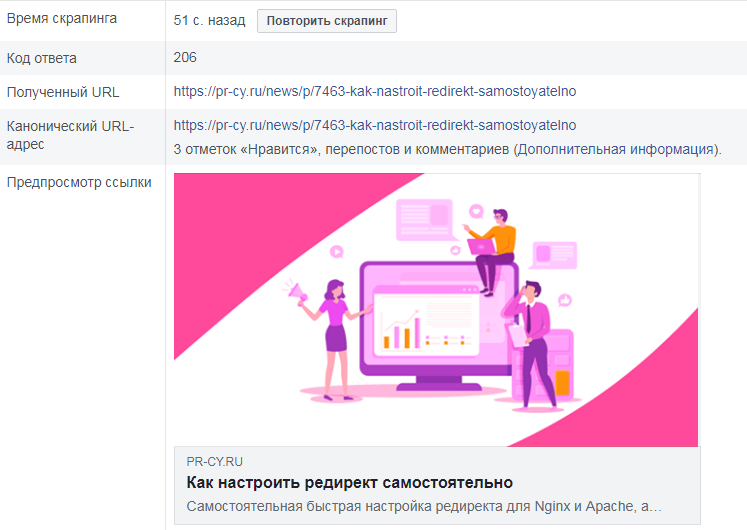 Время скрапинга
51 с. назад
Повторить скрапинг
Код ответа
206
Полученный URL
https://pr-cy.ru/news/p/7463-kak-nastroit-redirekt-samostoyatelno
Канонический URL-
адрес
https://pr-cy.ru/news/p/7463-kak-nastroit-redirekt-samostoyatelno
3 отметок «Нравится», перепостов и комментариев (Дополнительная информация).
Предпросмотр ссылки
PR-CY.RU
Как настроить редирект самостоятельно
Самостоятельная быстрая настройка редиректа для Nginx и Apache, а…